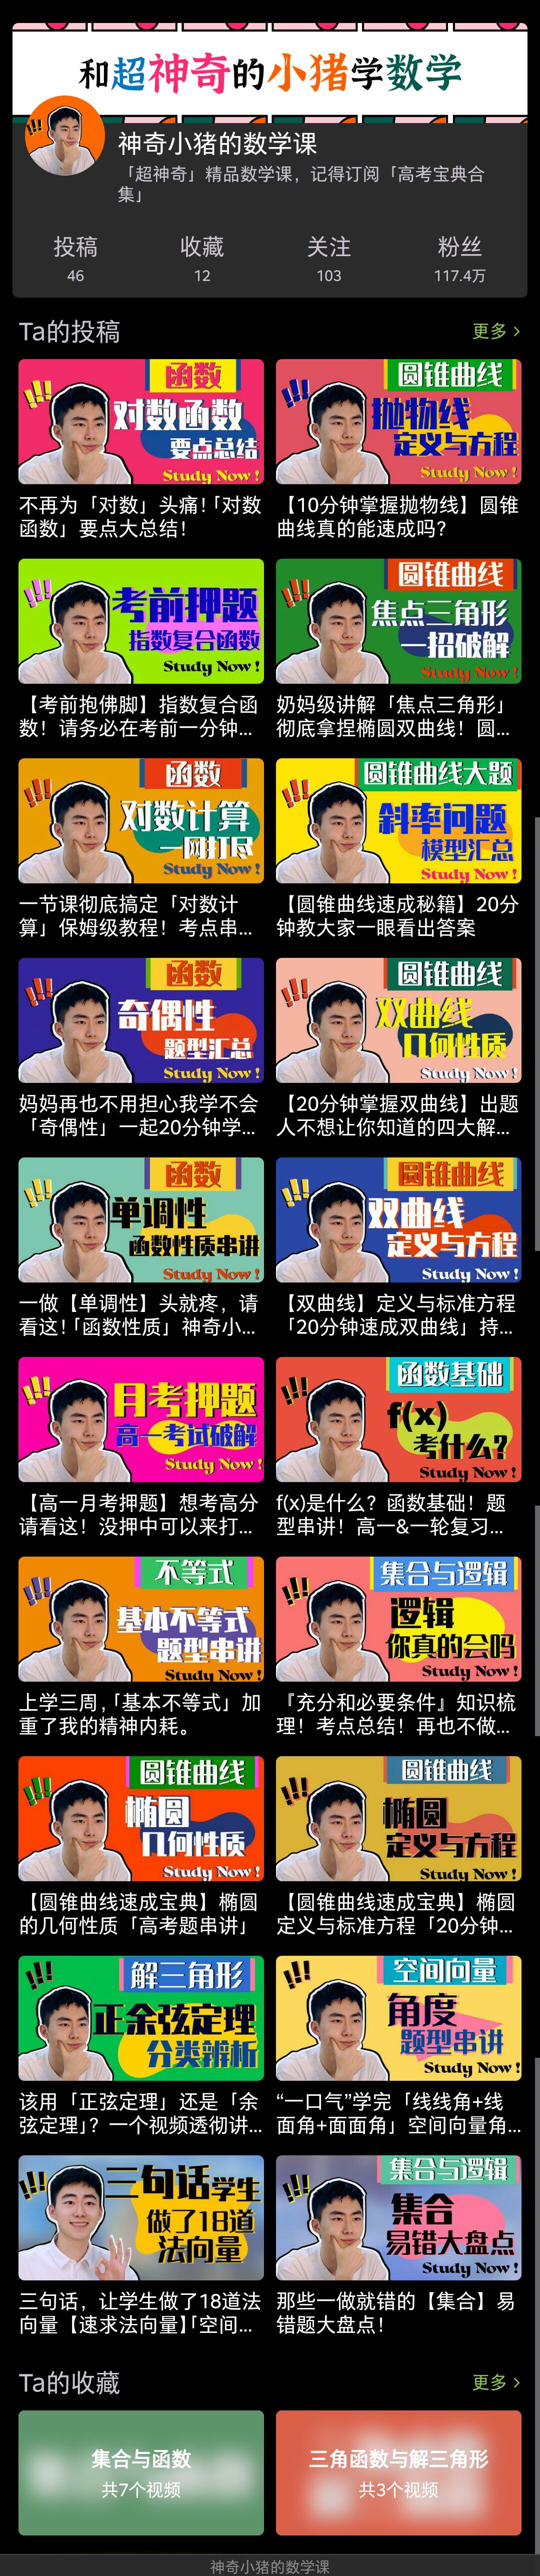 和超神奇的小猪学数学
神奇小猪的数学课
「超神奇」精品数学课，记得订阅「高考宝典合
集」
投稿 收藏 关注 粉丝
46 12 103 117.4万
Ta的投稿 更多 >
函数
对数函数
要点总结
Study Now !
不再为「对数」头痛！「对数
函数」要点大总结！
圆锥曲线
抛物线
定义与方程
Study Now !
【10分钟掌握抛物线】圆锥
曲线真的能速成吗？
考前押题
指数复合函数
Study Now !
【考前抱佛脚】指数复合函
数！请务必在考前一分钟...
圆锥曲线
焦点三角形
一招破解
Study Now !
奶妈级讲解「焦点三角形」
彻底拿捏椭圆双曲线！圆...
函数
对数计算
一网打尽
Study Now !
一节课彻底搞定「对数计
算」保姆级教程！考点串...
圆锥曲线大题
斜率问题
模型汇总
Study Now !
【圆锥曲线速成秘籍】20分
钟教大家一眼看出答案
函数
奇偶性
题型汇总
Study Now !
妈妈再也不用担心我学不会
「奇偶性」一起20分钟学...
圆锥曲线
双曲线
几何性质
Study Now !
【20分钟掌握双曲线】出题
人不想让你知道的四大解...
函数
单调性
函数性质串讲
Study Now !
一做【单调性】头就疼，请
看这！「函数性质」神奇小...
圆锥曲线
双曲线
定义与方程
Study Now !
【双曲线】定义与标准方程
「20分钟速成双曲线」持...
月考押题
高一考试破解
Study Now !
【高一月考押题】想考高分
请看这！没押中可以来打...
函数基础
f(x)
考什么?
Study Now !
f(x)是什么？函数基础！题
型串讲！高一&一轮复习...
不等式
基本不等式
题型串讲
Study Now !
上学三周，「基本不等式」加
重了我的精神内耗。
集合与逻辑
逻辑
你真的会吗
Study Now !
『充分和必要条件』知识梳
理！考点总结！再也不做...
圆锥曲线
椭圆
几何性质
Study Now !
【圆锥曲线速成宝典】椭圆
的几何性质「高考题串讲」
圆锥曲线
椭圆
定义与方程
Study Now !
【圆锥曲线速成宝典】椭圆
定义与标准方程「20分钟...
解三角形
正余弦定理
分类辨析
该用「正弦定理」还是「余
弦定理」？一个视频透彻讲...
空间向量
角度
题型串讲
Study Now !
“一口气”学完「线线角+线
面角+面面角」空间向量角...
三句话学生
做了18道
法向量
三句话，让学生做了18道法
向量【速求法向量】「空间...
集合与逻辑
集合
易错大盘点
Study Now !
那些一做就错的【集合】易
错题大盘点！
Ta的收藏 更多 >
集合与函数
共7个视频
三角函数与解三角形
共3个视频
神奇小猪的数学课